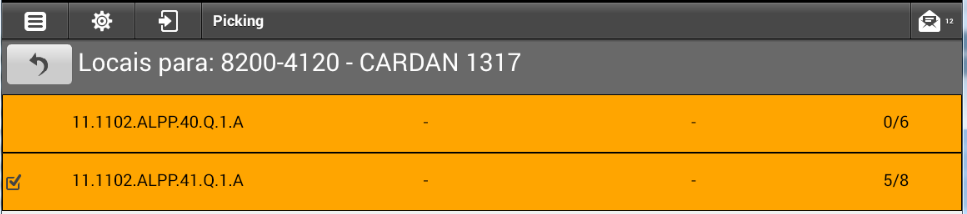 Picking 12
Locais para: 8200-4120 - CARDAN 1317
11.1102.ALPP.40.Q.1.A - - 0/6
11.1102.ALPP.41.Q.1.A - - 5/8